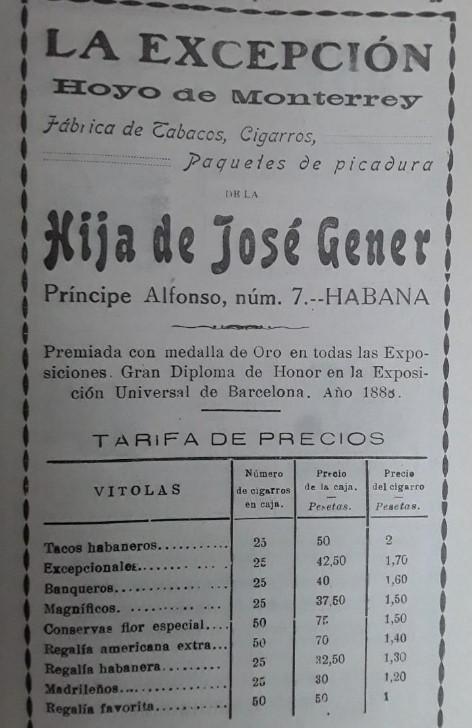 LA EXCEPCIÓN
Hoyo de Monterrey
Fábrica de Tabacos, Cigarros,
Paquetes de picadura
DE LA
Hija de José Gener
Príncipe Alfonso, núm. 7.--HABANA
Premiada con medalla de Oro en todas las Expo-
siciones. Gran Diploma de Honor en la Exposi-
ción Universal de Barcelona. Año 1888.
TARIFA DE PRECIOS
VITOLAS Número de cigarros en caja. Precio de la caja. — Pesetas. Precio del cigarro — Pesetas.
Tacos habaneros........... 25 50 2
Excepcionales............. 25 42,50 1,70
Banqueros................. 25 40 1,60
Magníficos................ 25 37,50 1,50
Conservas flor especial.... 50 75 1,50
Regalía americana extra... 50 70 1,40
Regalía habanera.......... 25 32,50 1,30
Madrileños................ 25 30 1,20
Regalía favorita.......... 50 50 1